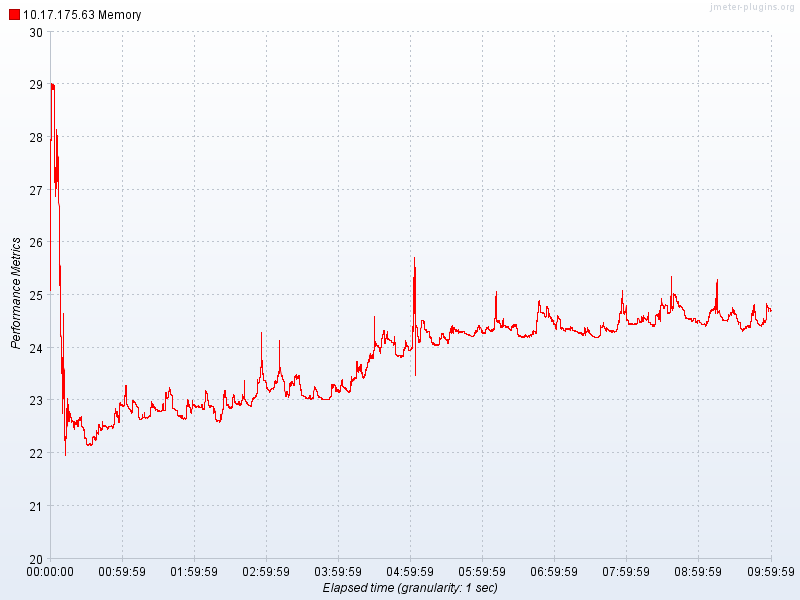 jmeter-plugins.org
10.17.175.63 Memory
30
29
28
27
26
25
24
23
22
21
20
Performance Metrics
00:00:00 00:59:59 01:59:59 02:59:59 03:59:59 04:59:59 05:59:59 06:59:59 07:59:59 08:59:59 09:59:59
Elapsed time (granularity: 1 sec)